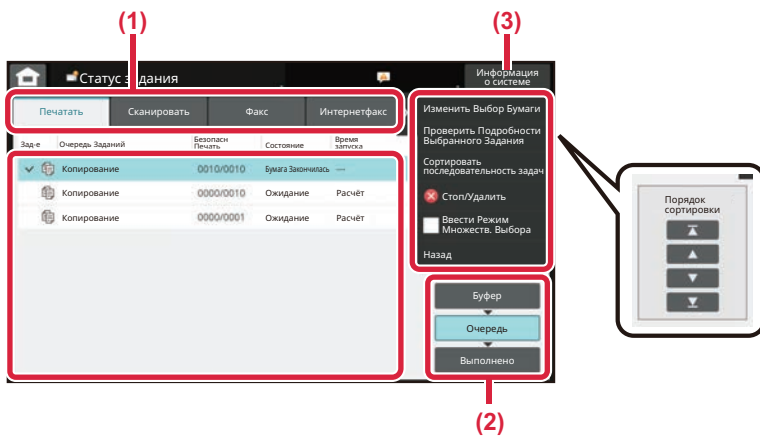 (1)
(3)
Статус задания
Информация
о системе
Печатать
Сканировать
Факс
Интернетфакс
Зад-е
Очередь Заданий
Безопасн
Печать
Состояние
Время
запуска
Копирование
0010/0010
Бумага Закончилась
—
Копирование
0000/0010
Ожидание
Расчёт
Копирование
0000/0001
Ожидание
Расчёт
Изменить Выбор Бумаги
Проверить Подробности
Выбранного Задания
Сортировать
последовательность задач
Стоп/Удалить
Ввести Режим
Множеств. Выбора
Назад
Буфер
Очередь
Выполнено
Порядок
сортировки
(2)